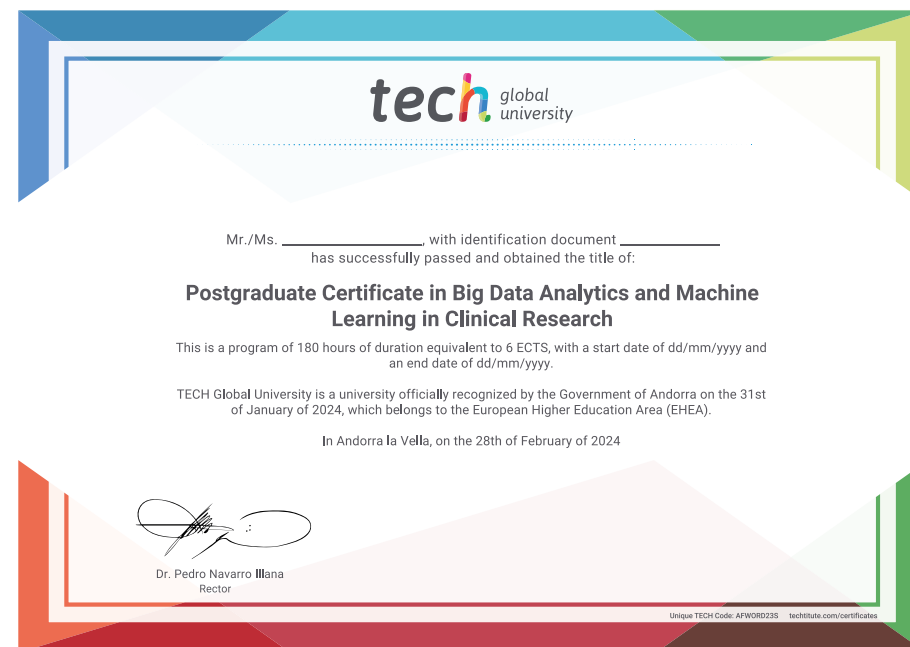 tech global university
Mr./Ms. ____________________, with identification document ______________
has successfully passed and obtained the title of:
Postgraduate Certificate in Big Data Analytics and Machine
Learning in Clinical Research
This is a program of 180 hours of duration equivalent to 6 ECTS, with a start date of dd/mm/yyyy and
an end date of dd/mm/yyyy.
TECH Global University is a university officially recognized by the Government of Andorra on the 31st
of January of 2024, which belongs to the European Higher Education Area (EHEA).
In Andorra la Vella, on the 28th of February of 2024
Dr. Pedro Navarro Illana
Rector
Unique TECH Code: AFWORD23S techtitute.com/certificates